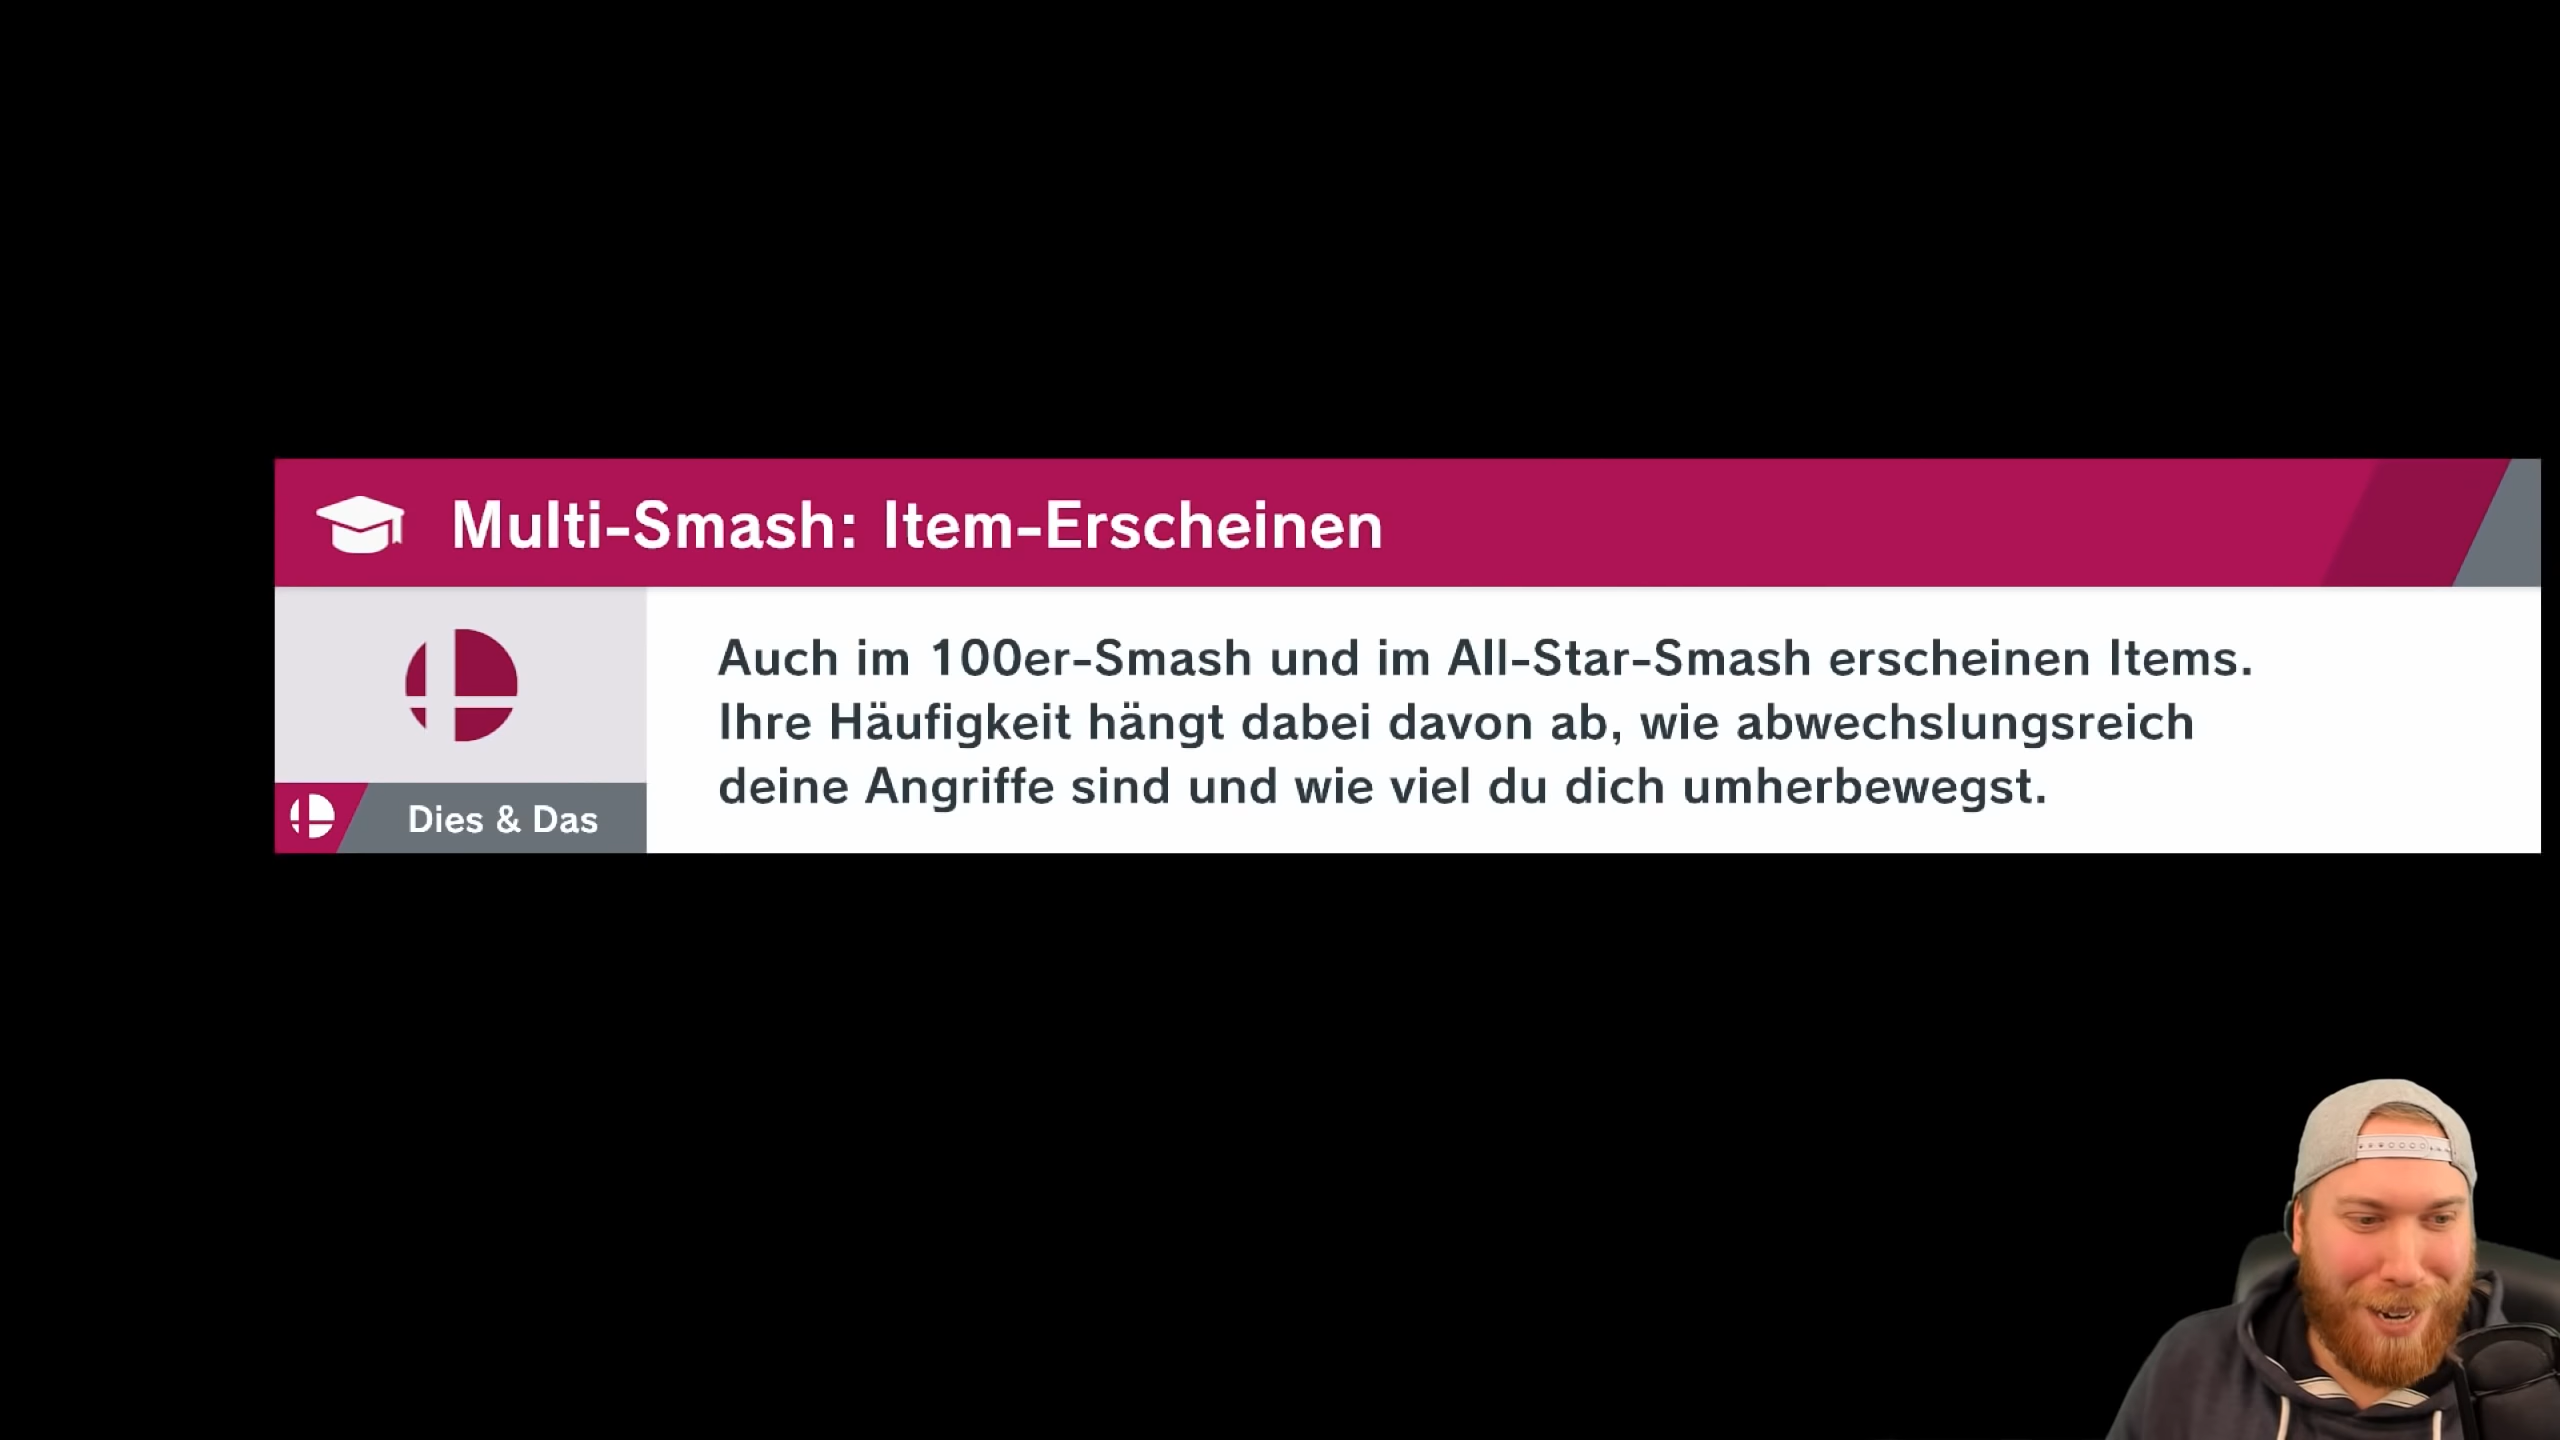 Multi-Smash: Item-Erscheinen
Auch im 100er-Smash und im All-Star-Smash erscheinen Items.
Ihre Häufigkeit hängt dabei davon ab, wie abwechslungsreich
deine Angriffe sind und wie viel du dich umherbewegst.
Dies & Das